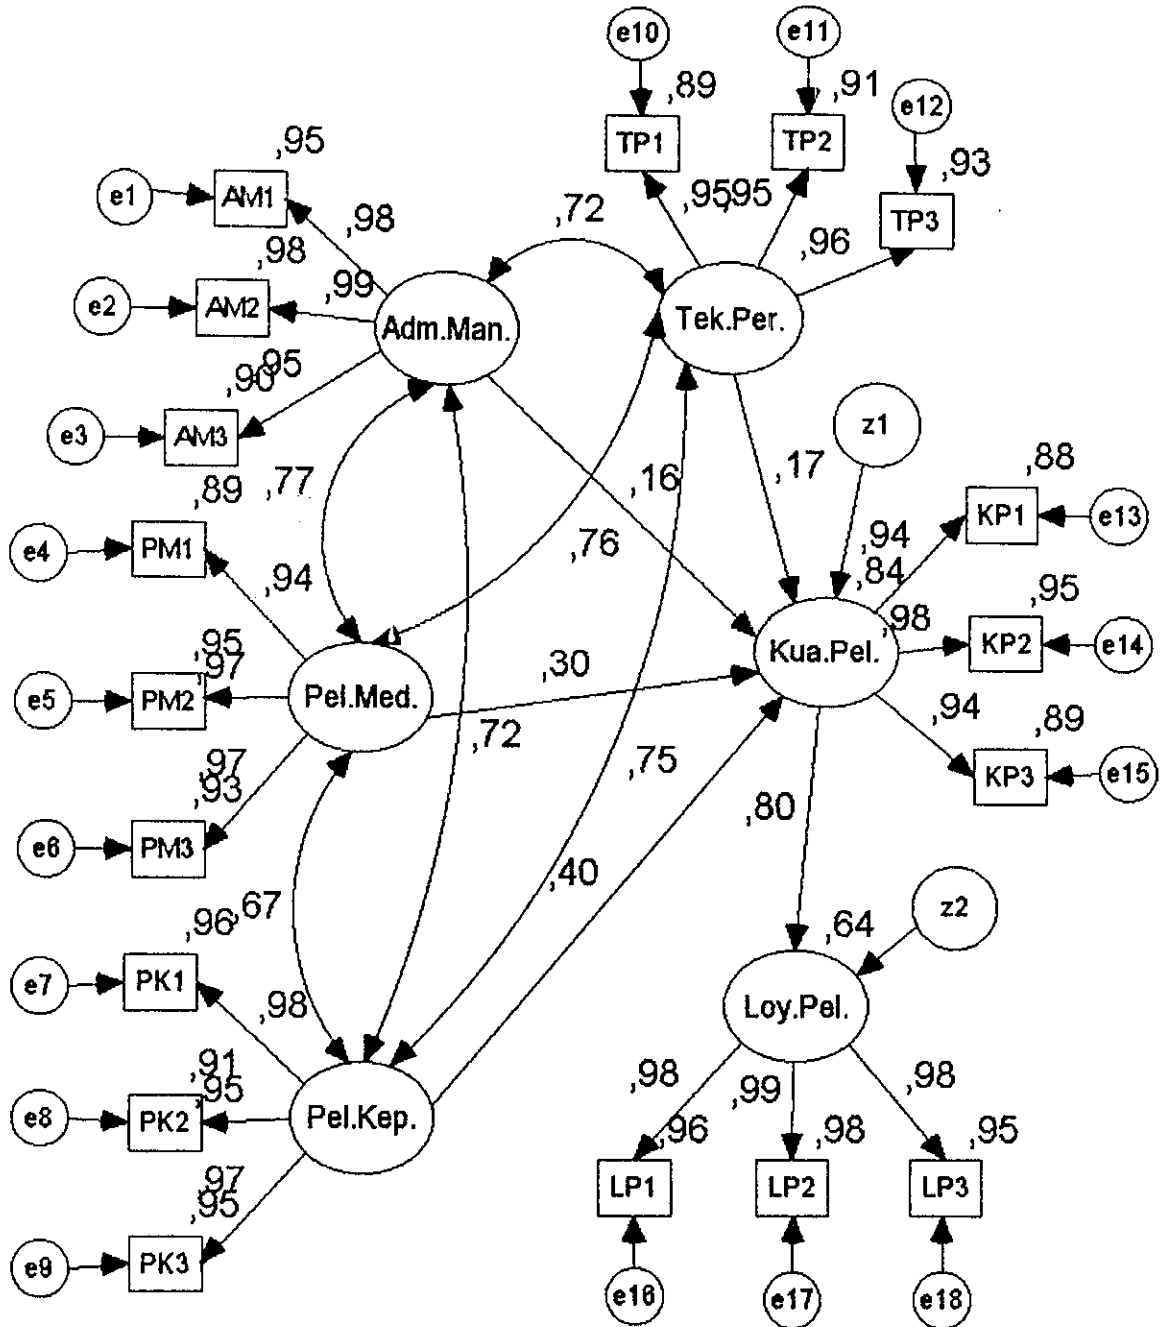 e10
e11
,89
,91
e12
TP1
TP2
,93
TP3
,95
,95
,96
Tek.Per.
,95
e1
AM1
,98
,98
e2
AM2
,99
Adm.Man.
,72
,90
,95
e3
AM3
,77
,89
e4
PM1
,94
,16
,17
z1
,76
,88
KP1
e13
,94
,84
,98
,95
Kua.Pel.
KP2
e14
,95
,97
e5
PM2
Pel.Med.
,30
,94
,89
KP3
e15
,72
,75
,80
,97
,93
e6
PM3
,67
,40
,96
e7
PK1
,98
,64
z2
Loy.Pel.
,91
,95
e8
PK2
Pel.Kep.
,98
,99
,98
,96
,98
,95
LP1
LP2
LP3
,97
,95
e9
PK3
e16
e17
e18